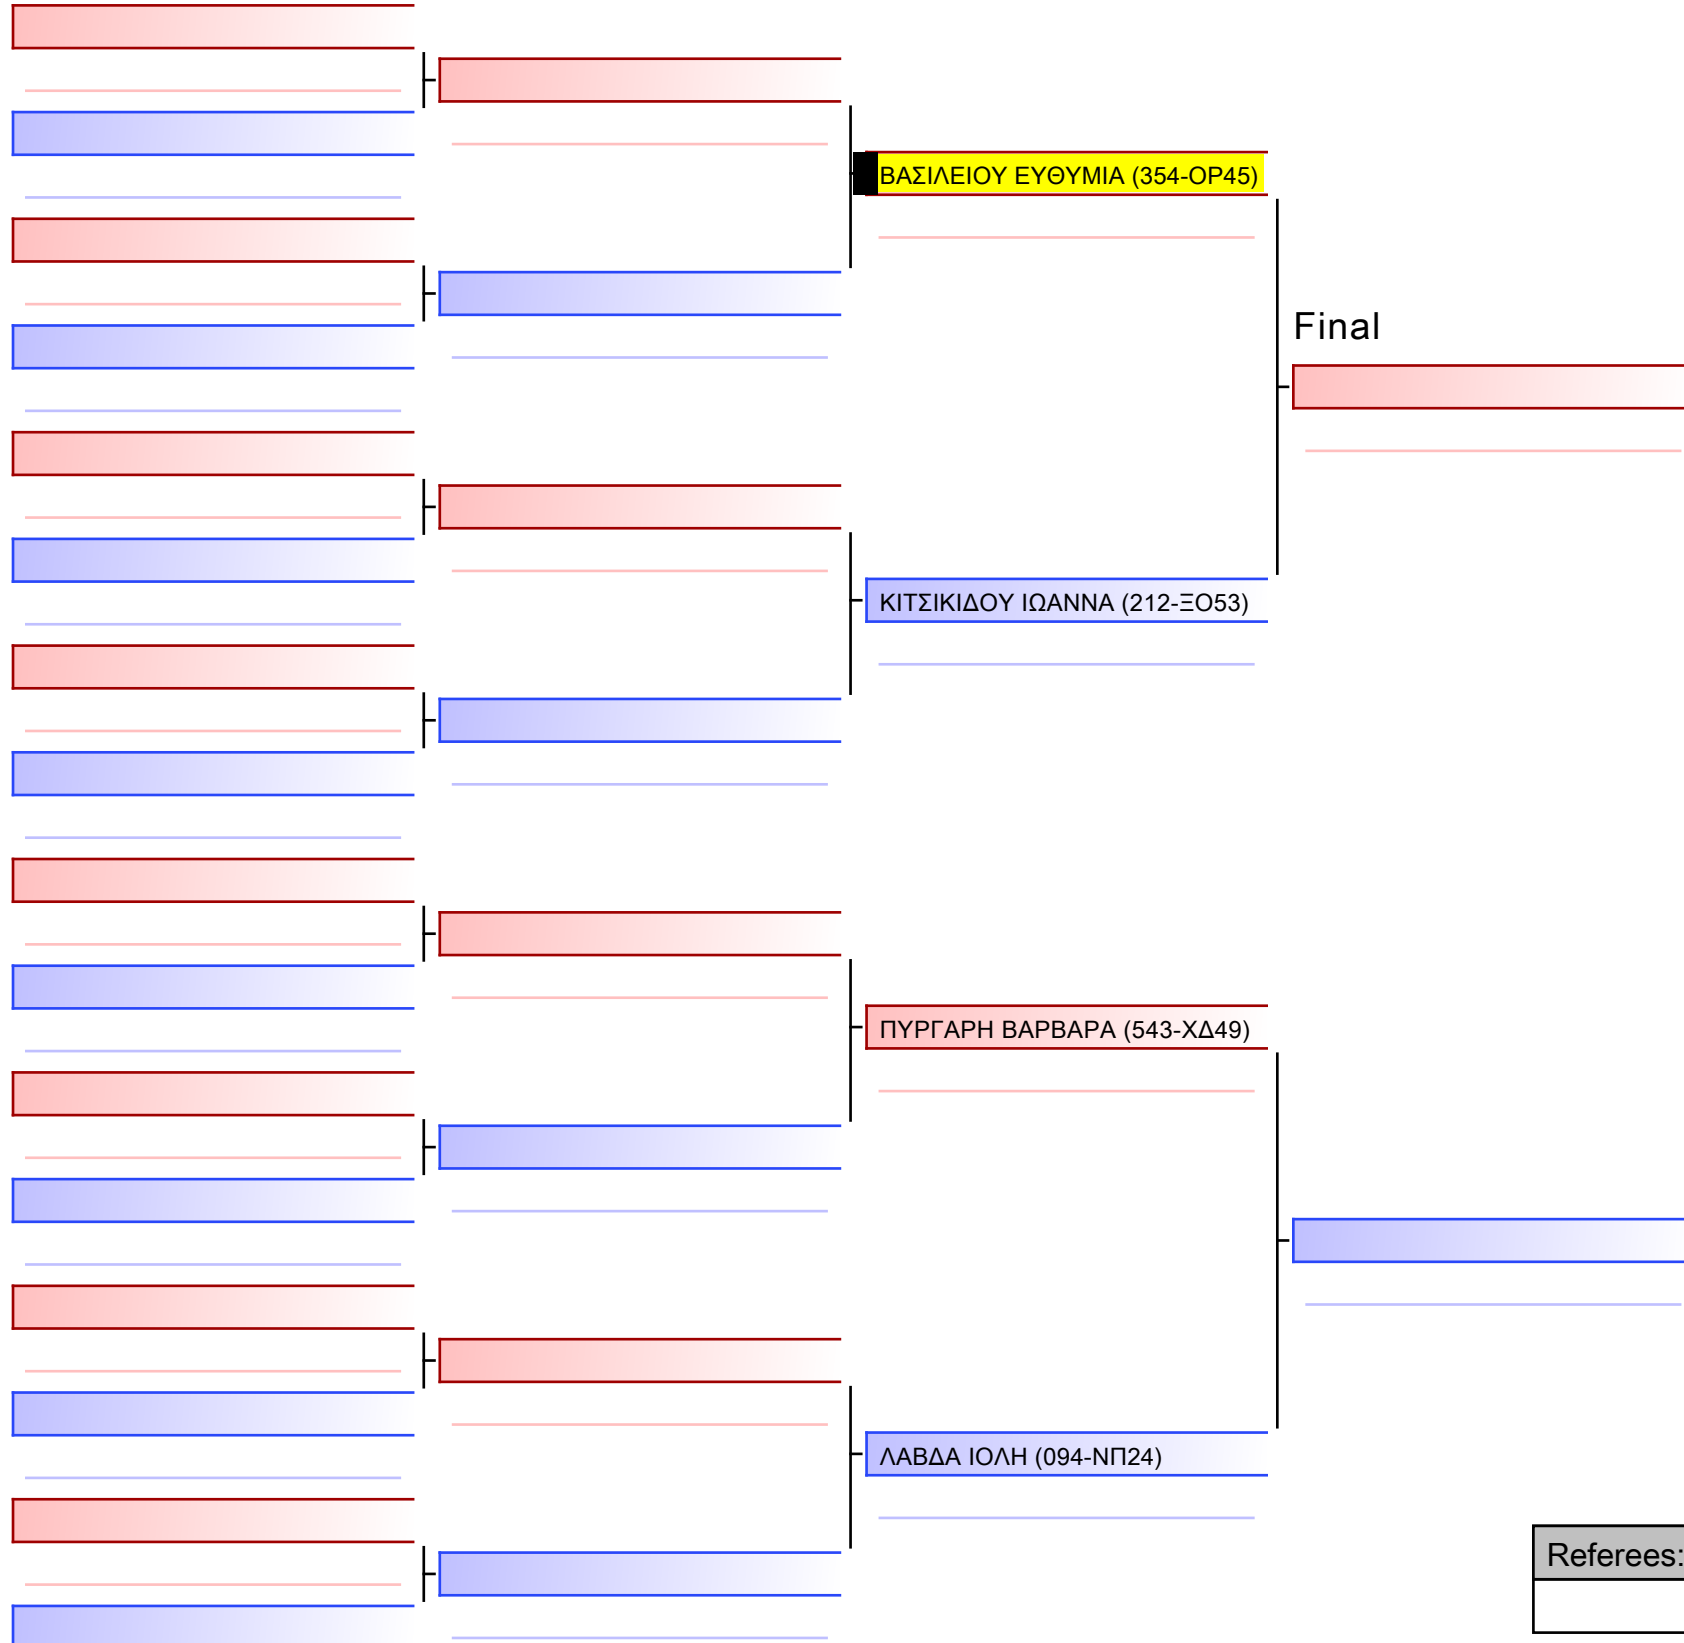 ΒΑΣΙΛΕΙΟΥ ΕΥΘΥΜΙΑ (354-ΟΡ45)
Final
ΚΙΤΣΙΚΙΔΟΥ ΙΩΑΝΝΑ (212-ΞΟ53)
ΠΥΡΓΑΡΗ ΒΑΡΒΑΡΑ (543-ΧΔ49)
ΛΑΒΔΑ ΙΟΛΗ (094-ΝΠ24)
Referees: